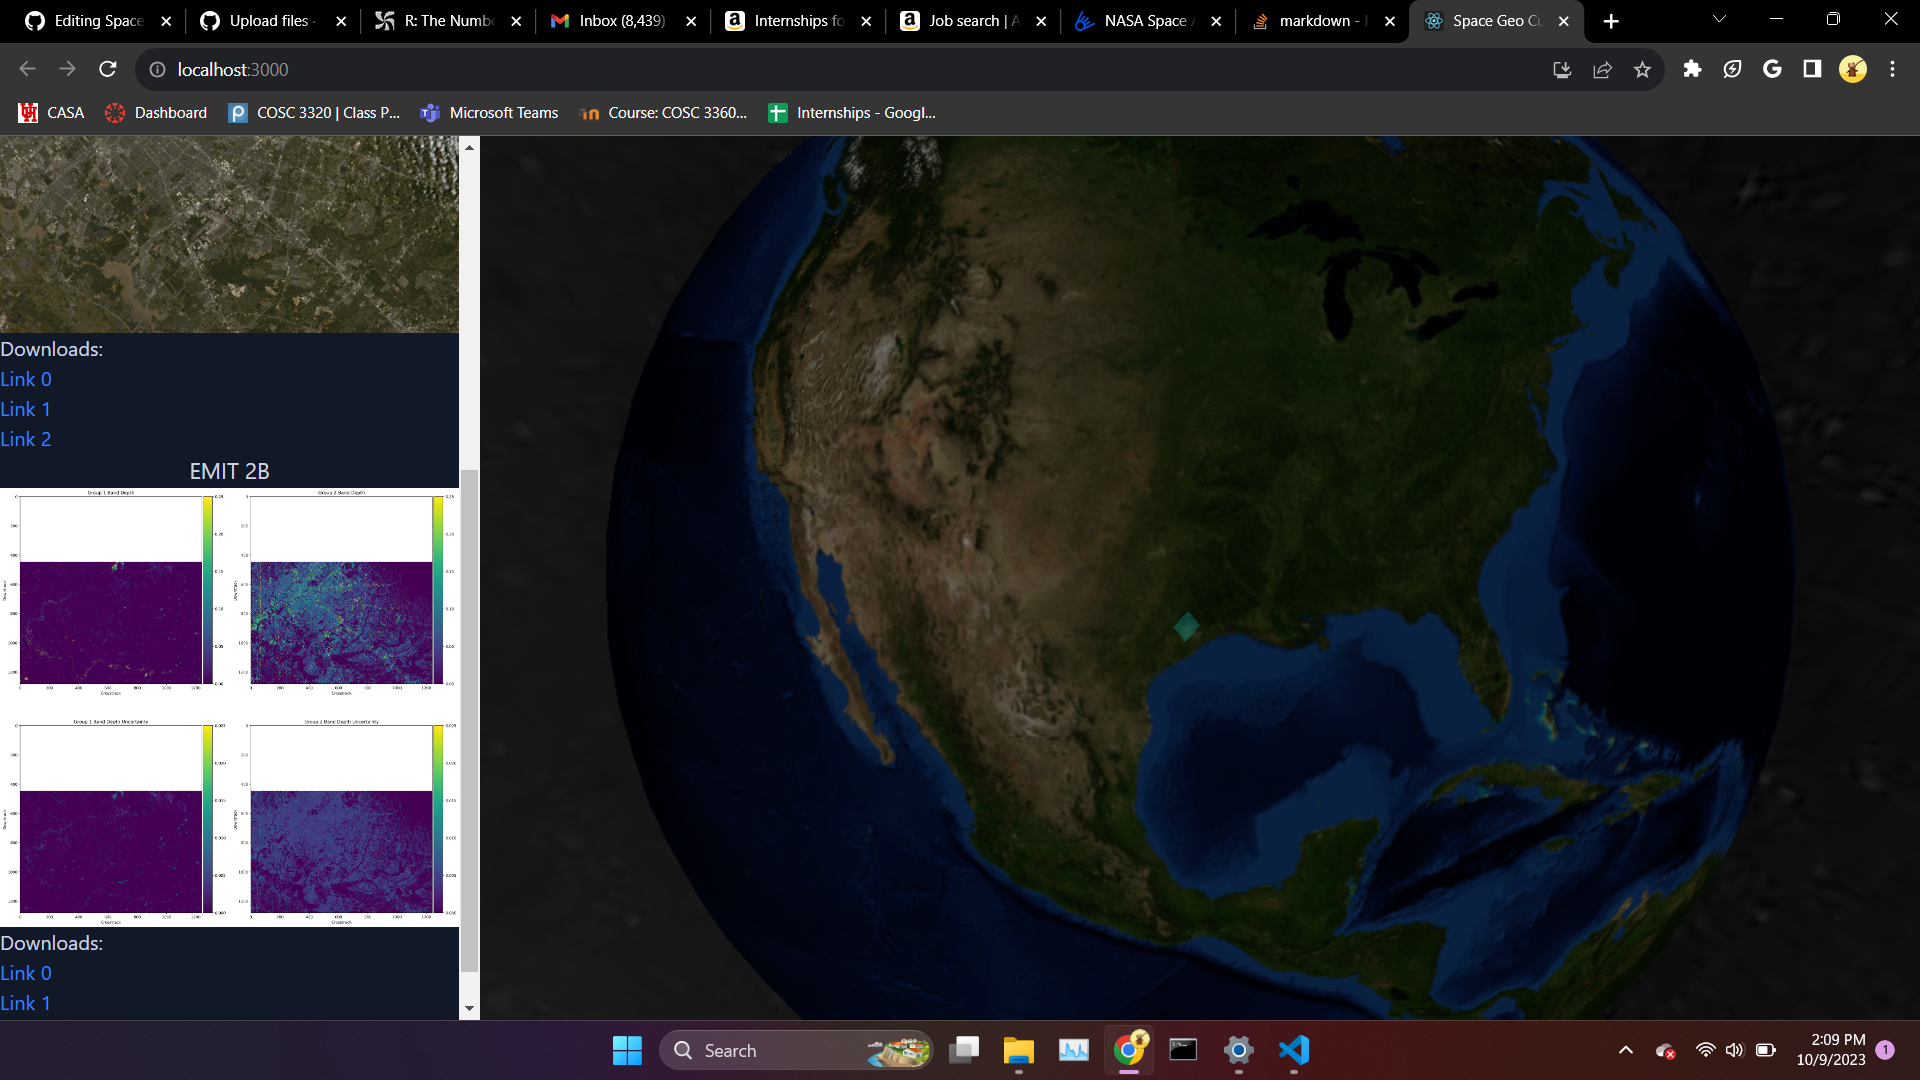 Editing Space
Upload files -
R: The Numbe
Inbox (8,439)
Internships fo
Job search | A
NASA Space A
markdown - H
Space Geo Cu
localhost:3000
CASA
Dashboard
COSC 3320 | Class P...
Microsoft Teams
Course: COSC 3360...
Internships - Googl...
Downloads:
Link 0
Link 1
Link 2
EMIT 2B
Group 1 Band Depth
Group 2 Band Depth
Group 1 Band Depth Uncertainty
Group 2 Band Depth Uncertainty
Downloads:
Link 0
Link 1
Search
2:09 PM
10/9/2023
1